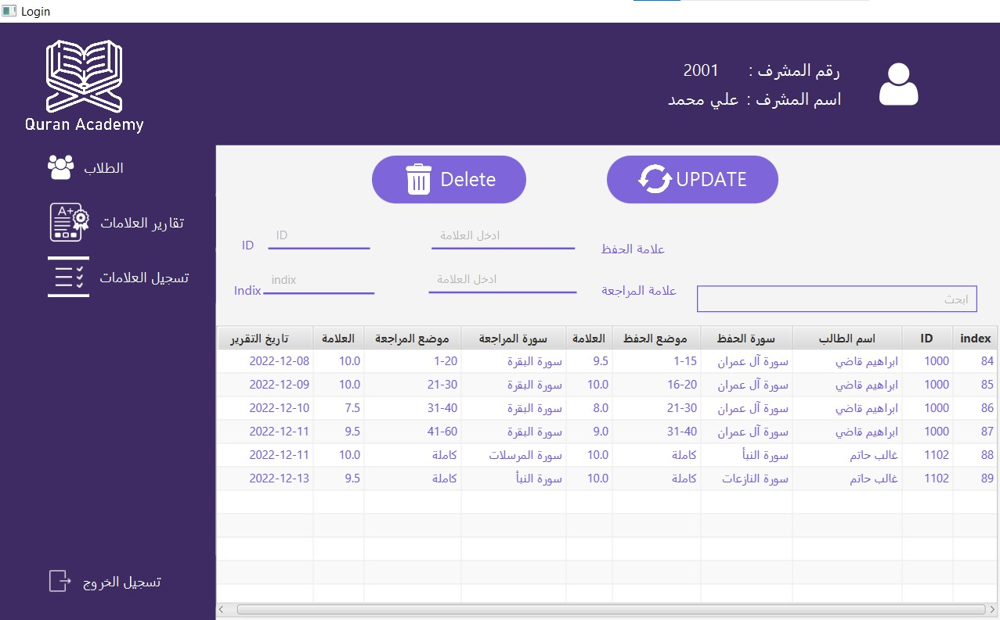 Login
رقم المشرف : 2001
اسم المشرف : علي محمد
Quran Academy
الطلاب
تقارير العلامات
A+
تسجيل العلامات
تسجيل الخروج
Delete
UPDATE
ID ID ادخل العلامة علامة الحفظ
Indix indix ادخل العلامة علامة المراجعة
ابحث
index ID اسم الطالب سورة الحفظ موضع الحفظ العلامة سورة المراجعة موضع المراجعة العلامة تاريخ التقرير
84 1000 ابراهيم قاضي سورة آل عمران 1-15 9.5 سورة البقرة 1-20 10.0 2022-12-08
85 1000 ابراهيم قاضي سورة آل عمران 16-20 10.0 سورة البقرة 21-30 10.0 2022-12-09
86 1000 ابراهيم قاضي سورة آل عمران 21-30 8.0 سورة البقرة 31-40 7.5 2022-12-10
87 1000 ابراهيم قاضي سورة آل عمران 31-40 9.0 سورة البقرة 41-60 9.5 2022-12-11
88 1102 غالب حاتم سورة النبأ كاملة 10.0 سورة المرسلات كاملة 10.0 2022-12-11
89 1102 غالب حاتم سورة النازعات كاملة 10.0 سورة النبأ كاملة 9.5 2022-12-13